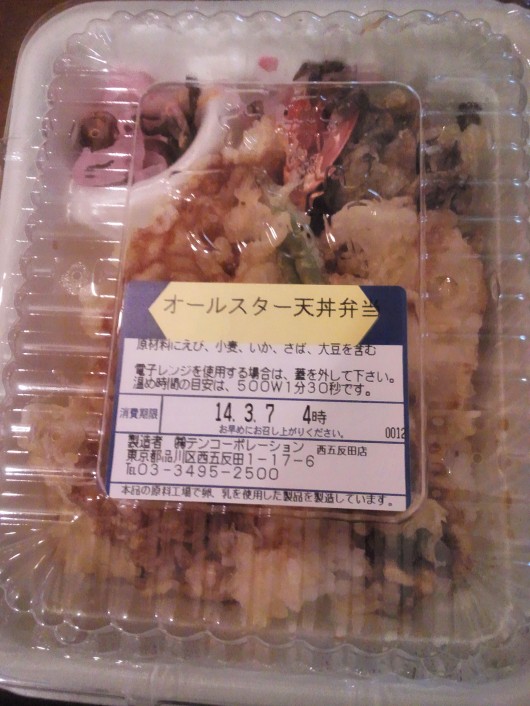 オールスター天丼弁当
原材料にえび、小麦、いか、さば、大豆を含む
電子レンジを使用する場合は、蓋を外して下さい。
温め時間の目安は、500W1分30秒です。
消費期限 14.3.7 4時
お早めにお召し上がりください。 0012
製造者 ㈱テンコーポレーション 西五反田店
東京都品川区西五反田1-17-6
℡03-3495-2500
本品の原料工場で卵、乳を使用した製品を製造しています。